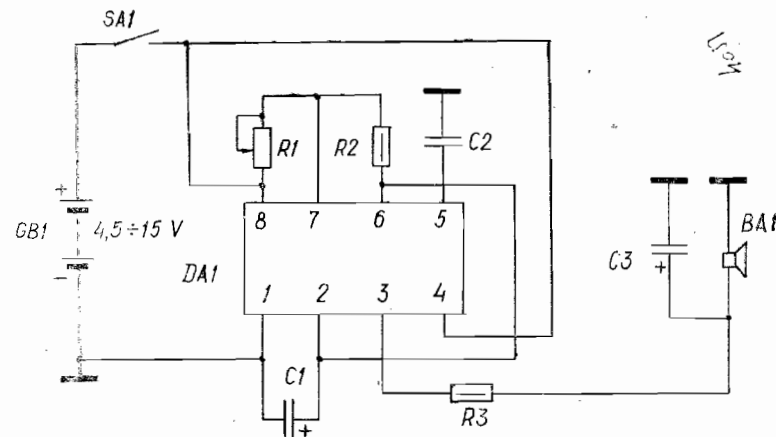 SA1
R1
R2
C2
8 7 6 5
+
GB1
4,5÷15 V
−
DA1
1 2 3 4
C1
+
R3
C3
+
BA1